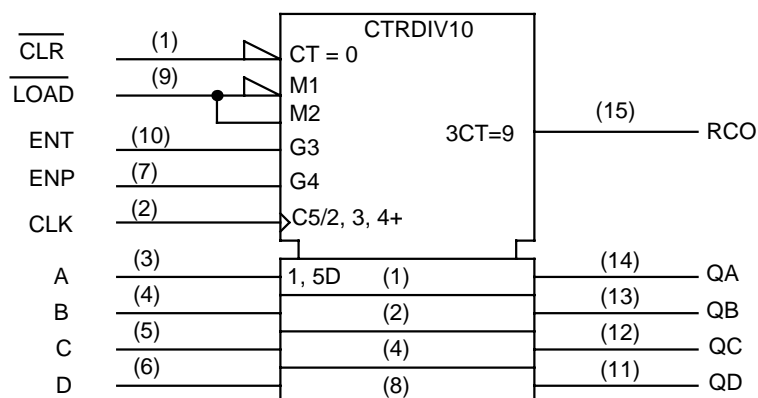 CTRDIV10
CLR (1) CT = 0
LOAD (9) M1
M2
ENT (10) G3 3CT=9 (15) RCO
ENP (7) G4
CLK (2) C5/2, 3, 4+
A (3) 1, 5D (1) (14) QA
B (4) (2) (13) QB
C (5) (4) (12) QC
D (6) (8) (11) QD